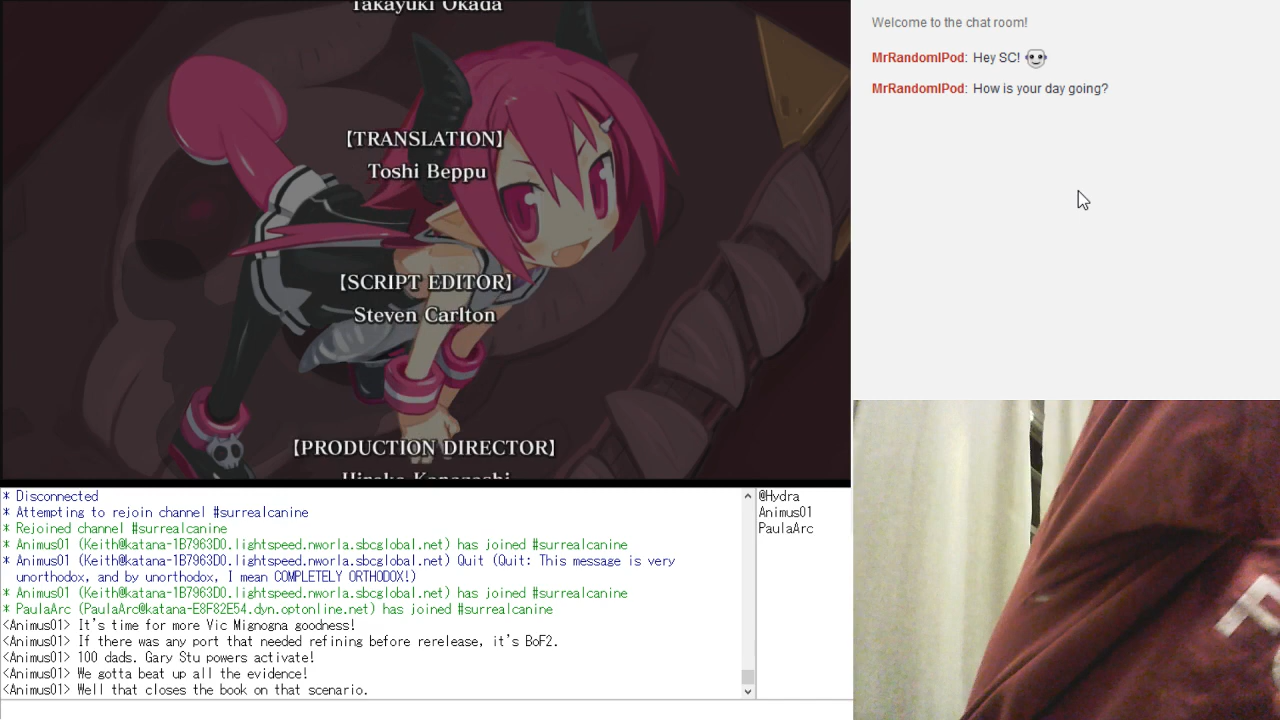 Takayuki Okada
【TRANSLATION】
Toshi Beppu
【SCRIPT EDITOR】
Steven Carlton
【PRODUCTION DIRECTOR】
Welcome to the chat room!
MrRandomIPod: Hey SC!
MrRandomIPod: How is your day going?
* Disconnected
* Attempting to rejoin channel #surrealcanine
* Rejoined channel #surrealcanine
* Animus01 (Keith@katana-1B7963D0.lightspeed.nworla.sbcglobal.net) has joined #surrealcanine
* Animus01 (Keith@katana-1B7963D0.lightspeed.nworla.sbcglobal.net) Quit (Quit: This message is very
unorthodox, and by unorthodox, I mean COMPLETELY ORTHODOX!)
* Animus01 (Keith@katana-1B7963D0.lightspeed.nworla.sbcglobal.net) has joined #surrealcanine
* PaulaArc (PaulaArc@katana-E8F82E54.dyn.optonline.net) has joined #surrealcanine
<Animus01> It's time for more Vic Mignogna goodness!
<Animus01> If there was any port that needed refining before rerelease, it's BoF2.
<Animus01> 100 dads. Gary Stu powers activate!
<Animus01> We gotta beat up all the evidence!
<Animus01> Well that closes the book on that scenario.
@Hydra
Animus01
PaulaArc